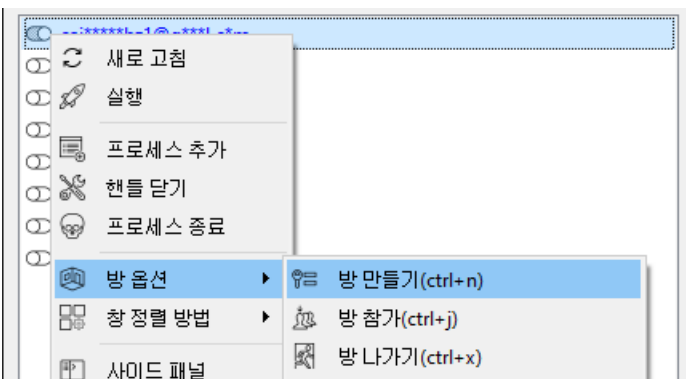 새로 고침
실행
프로세스 추가
핸들 닫기
프로세스 종료
방 옵션
방 만들기(ctrl+n)
창 정렬 방법
방 참가(ctrl+j)
방 나가기(ctrl+x)
사이드 패널